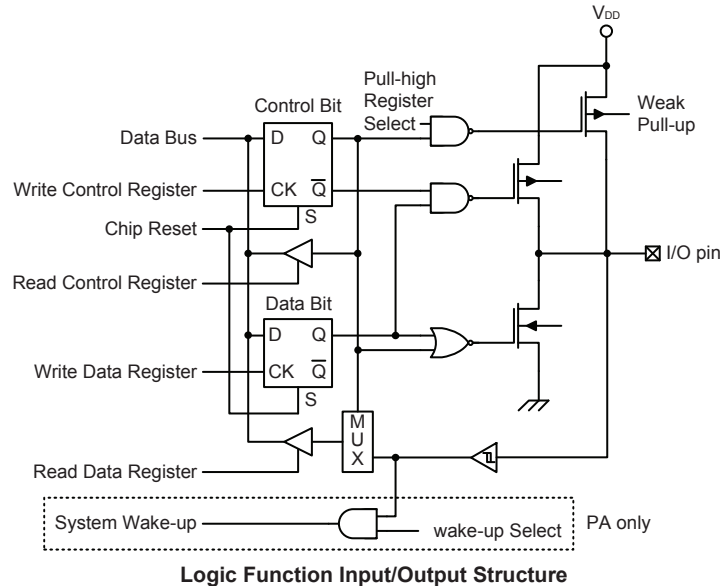 VDD
Pull-high
Register
Select
Weak
Pull-up
Control Bit
Data Bus
D
Q
Write Control Register
CK
Q
S
Chip Reset
I/O pin
Read Control Register
Data Bit
D
Q
Write Data Register
CK
Q
S
M
U
X
Read Data Register
System Wake-up
wake-up Select
PA only
Logic Function Input/Output Structure